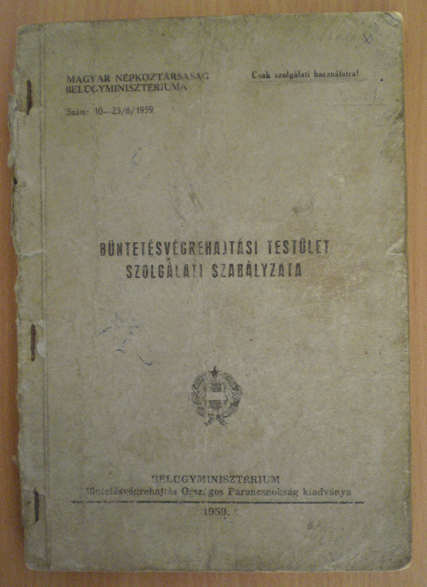 MAGYAR NÉPKÖZTÁRSASÁG
BELÜGYMINISZTÉRIUMA
Csak szolgálati használatra!
Szám: 10—23/8/1959.
BÜNTETÉSVÉGREHAJTÁSI TESTÜLET
SZOLGÁLATI SZABÁLYZATA
BELÜGYMINISZTÉRIUM
Büntetésvégrehajtás Országos Parancsnokság kiadványa
1959.